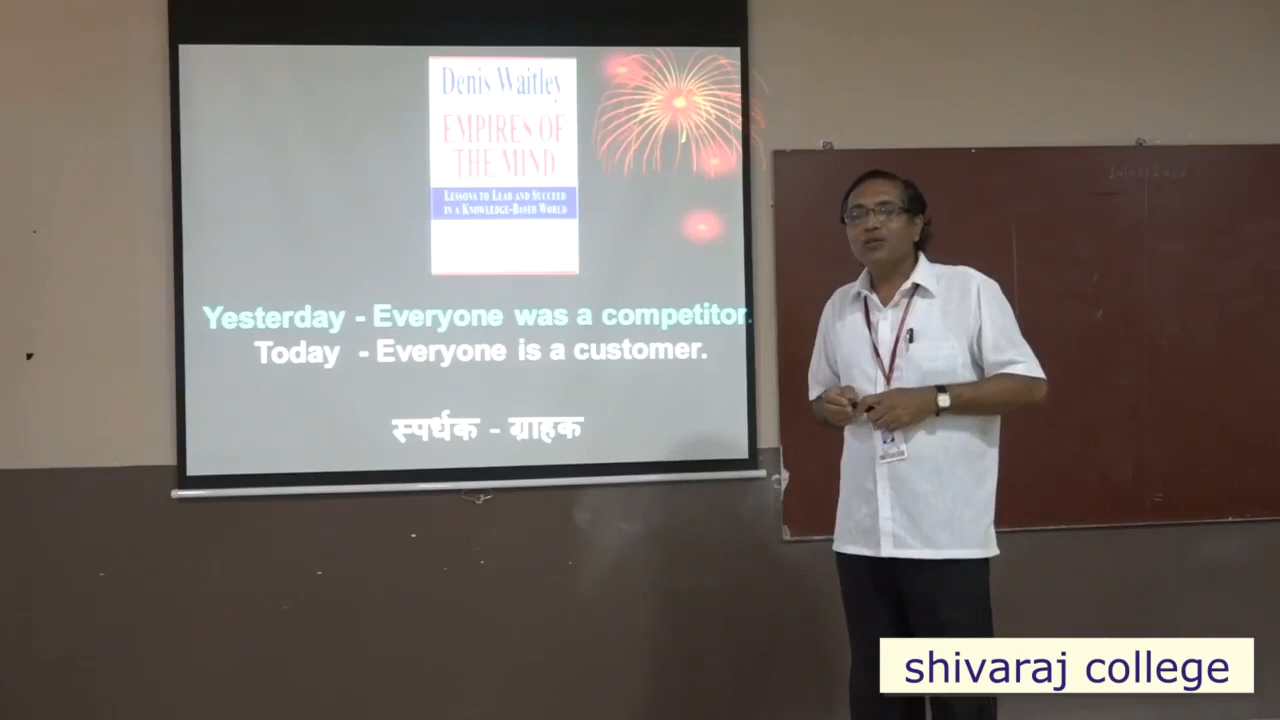 Denis Waitley
EMPIRES OF
THE MIND
LESSONS TO LEAD AND SUCCEED
IN A KNOWLEDGE-BASED WORLD
Yesterday - Everyone was a competitor.
Today - Everyone is a customer.
स्पर्धक - ग्राहक
shivaraj college